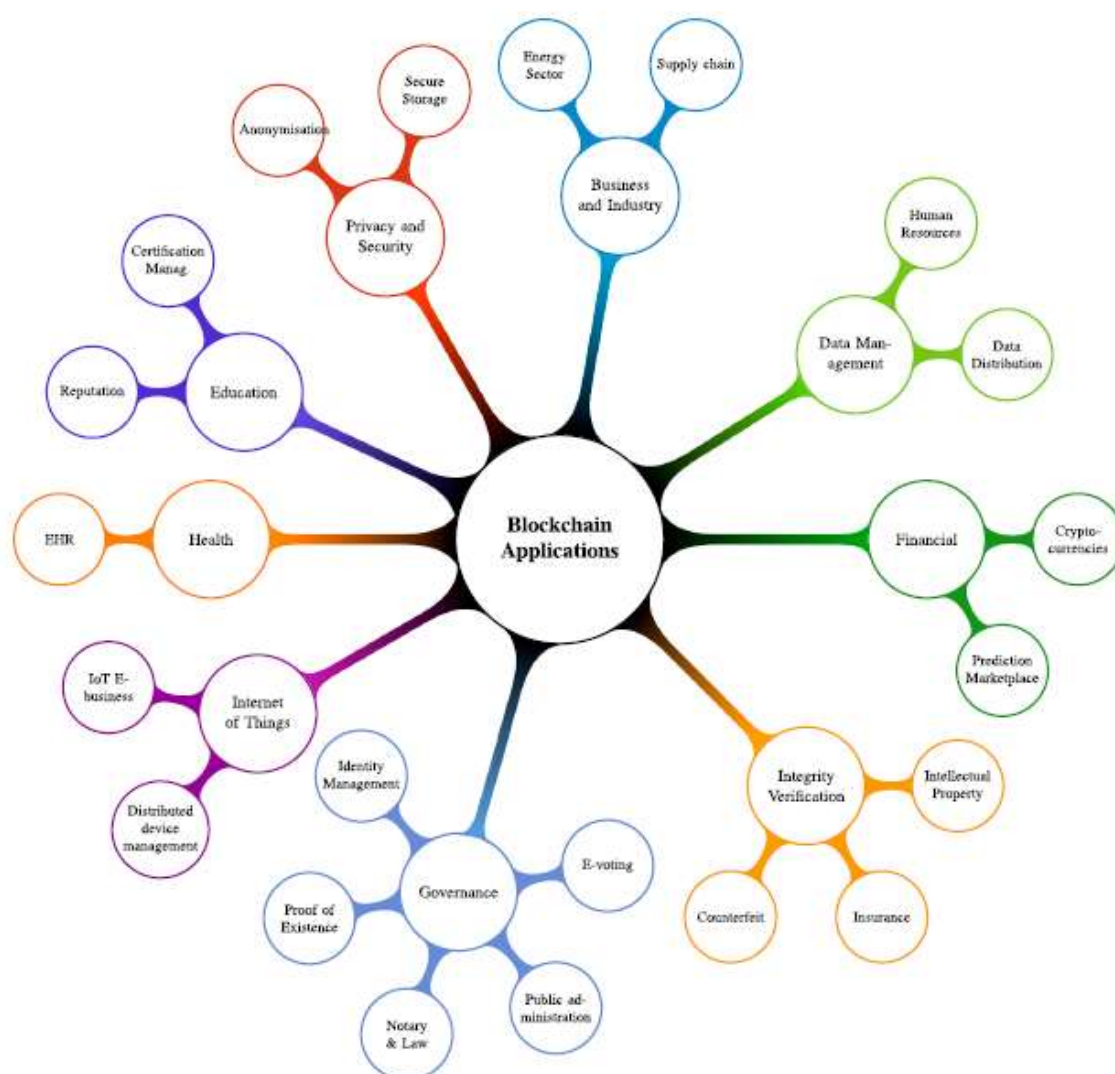 Blockchain
Applications
Business
and Industry
Energy
Sector
Supply chain
Data Man-
agement
Human
Resources
Data
Distribution
Financial
Crypto-
currencies
Prediction
Marketplace
Integrity
Verification
Intellectual
Property
Insurance
Counterfeit
Governance
E-voting
Public ad-
ministration
Notary
& Law
Proof of
Existence
Identity
Management
Internet
of Things
Distributed
device
management
IoT E-
business
Health
EHR
Education
Reputation
Certification
Manag.
Privacy and
Security
Anonymisation
Secure
Storage